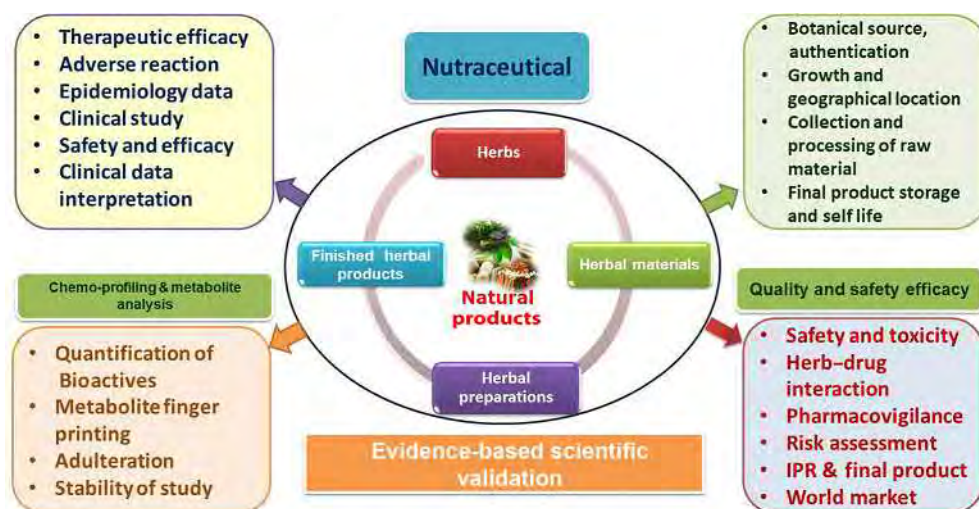 • Therapeutic efficacy
• Adverse reaction
• Epidemiology data
• Clinical study
• Safety and efficacy
• Clinical data
interpretation
Nutraceutical
• Botanical source,
authentication
• Growth and
geographical location
• Collection and
processing of raw
material
• Final product storage
and self life
Herbs
Finished herbal
products
Natural
products
Herbal materials
Herbal
preparations
Chemo-profiling & metabolite
analysis
• Quantification of
Bioactives
• Metabolite finger
printing
• Adulteration
• Stability of study
Evidence-based scientific
validation
Quality and safety efficacy
• Safety and toxicity
• Herb–drug
interaction
• Pharmacovigilance
• Risk assessment
• IPR & final product
• World market